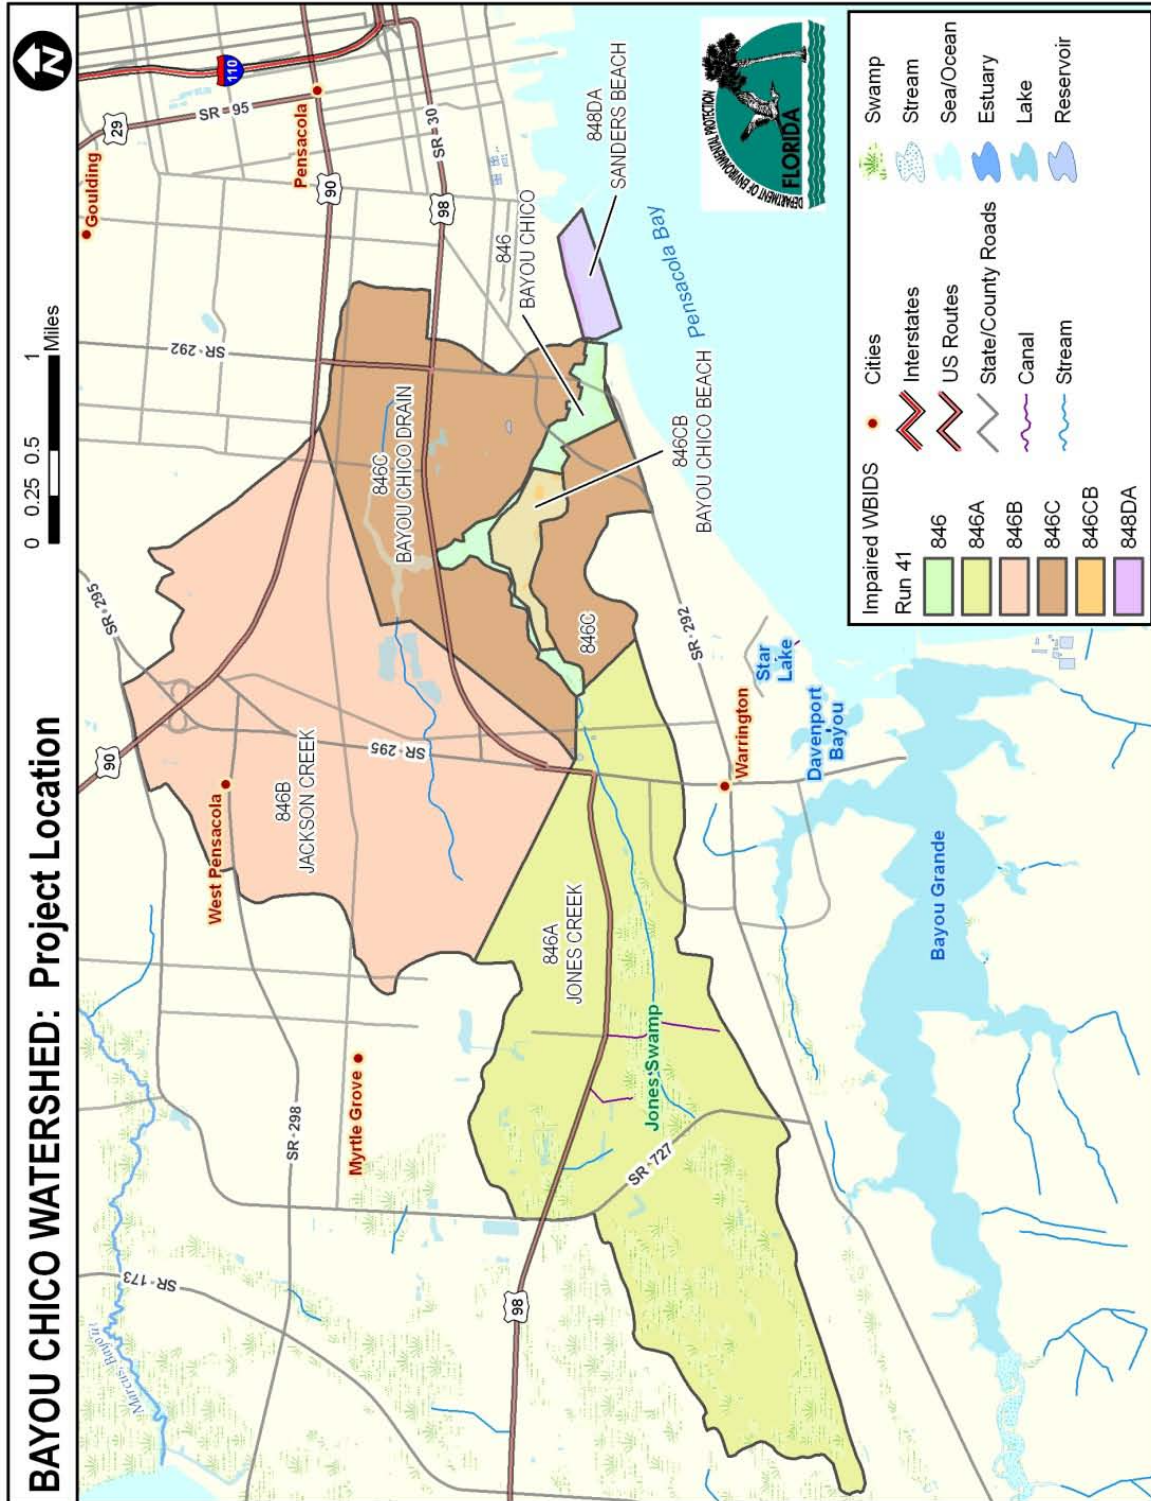 BAYOU CHICO WATERSHED: Project Location
N
0 0.25 0.5 1
Miles
Marcus Bayou
SR - 173
SR - 298
Myrtle Grove
West Pensacola
90
SR - 295
SR - 295
846B
JACKSON CREEK
SR - 292
90
Goulding
29
SR - 95
110
Pensacola
SR - 30
98
846C
BAYOU CHICO DRAIN
846
BAYOU CHICO
848DA
SANDERS BEACH
846CB
BAYOU CHICO BEACH
Pensacola Bay
846C
846A
JONES CREEK
Jones Swamp
SR - 727
98
SR - 292
Warrington
Star
Lake
Davenport
Bayou
Bayou Grande
DEPARTMENT OF ENVIRONMENTAL PROTECTION
FLORIDA
Impaired WBIDS
Run 41
846
846A
846B
846C
846CB
848DA
Cities
Interstates
US Routes
State/County Roads
Canal
Stream
Swamp
Stream
Sea/Ocean
Estuary
Lake
Reservoir